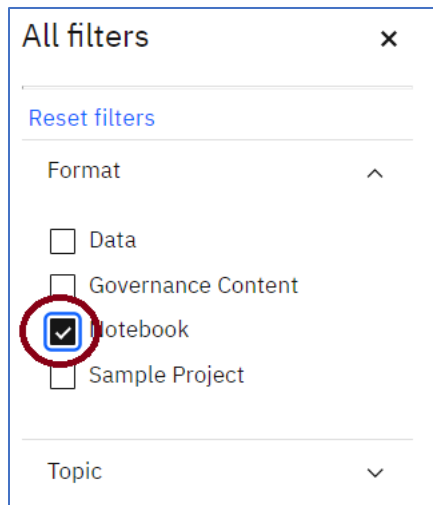 All filters
Reset filters
Format
Data
Governance Content
Notebook
Sample Project
Topic